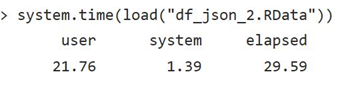 > system.time(load("df_json_2.RData"))
user system elapsed
21.76 1.39 29.59